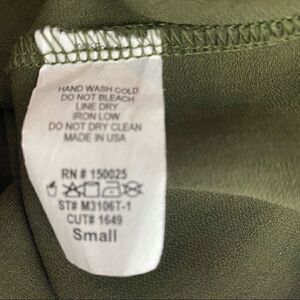 HAND WASH COLD
DO NOT BLEACH
LINE DRY
IRON LOW
DO NOT DRY CLEAN
MADE IN USA
RN # 150025
ST# M3106T-1
CUT# 1649
Small